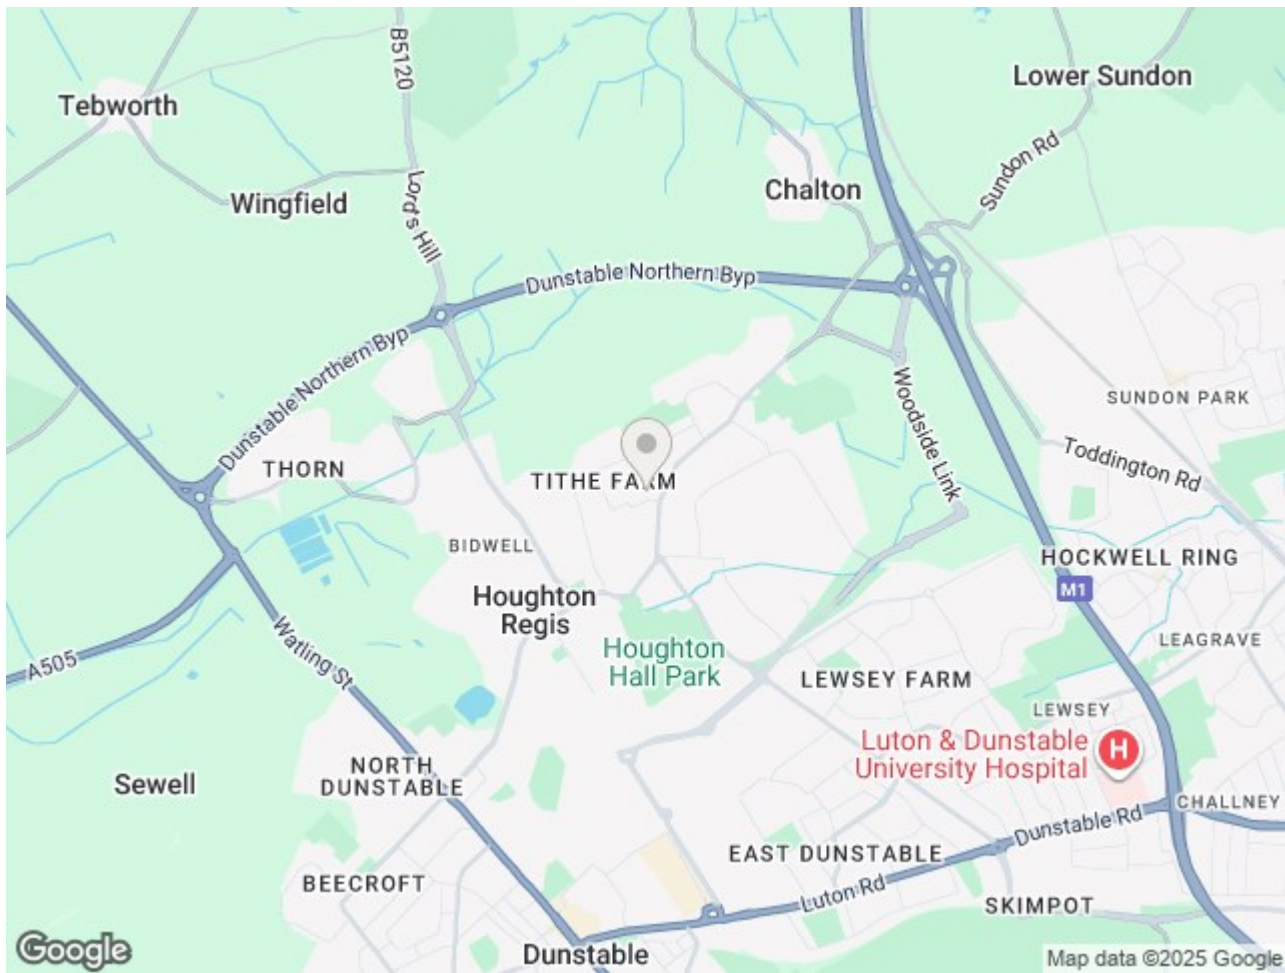 B5120
Lower Sundon
Tebworth
Sundon Rd
Chalton
Wingfield
Lord's Hill
Dunstable Northern Byp
Dunstable Northern Byp
Woodside Link
SUNDON PARK
Toddington Rd
THORN
TITHE FARM
BIDWELL
HOCKWELL RING
M1
Houghton
Regis
LEAGRAVE
Watling St
Houghton
Hall Park
A505
LEWSEY FARM
LEWSEY
Luton & Dunstable
University Hospital
H
NORTH
DUNSTABLE
Sewell
CHALLNEY
Dunstable Rd
EAST DUNSTABLE
BEECROFT
Luton Rd
SKIMPOT
Dunstable
Google
Map data ©2025 Google